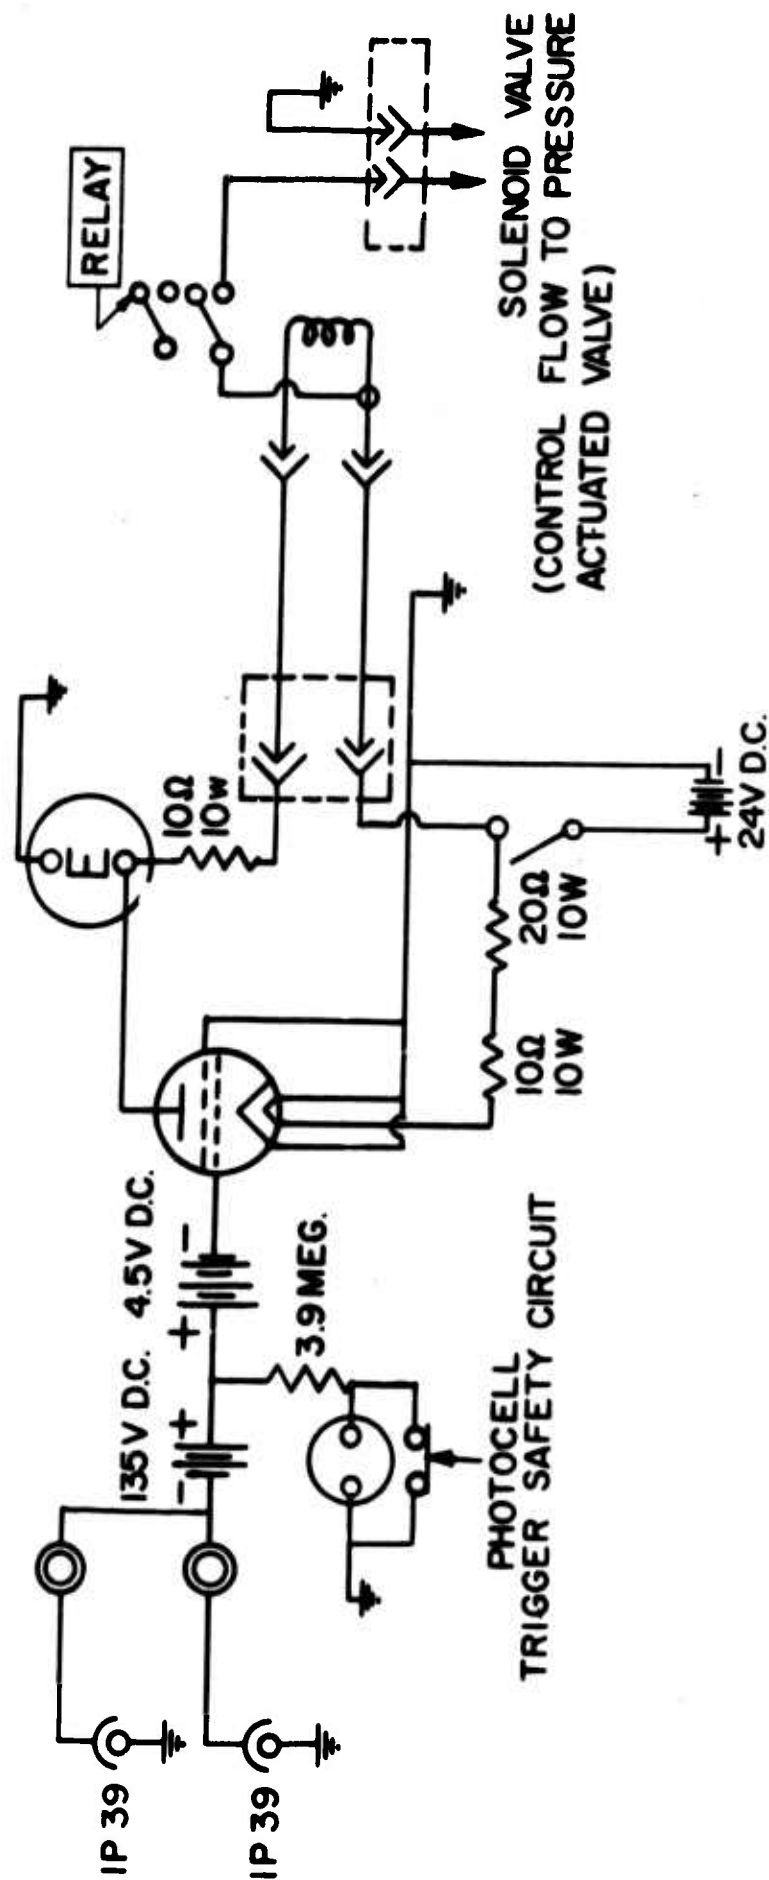 IP 39
IP 39
135V D.C.
4.5V D.C.
- +
+ -
3.9 MEG.
PHOTOCELL
TRIGGER SAFETY CIRCUIT
E
10Ω
10W
10Ω
10W
20Ω
10W
+ -
24V D.C.
RELAY
SOLENOID VALVE
(CONTROL FLOW TO PRESSURE
ACTUATED VALVE)